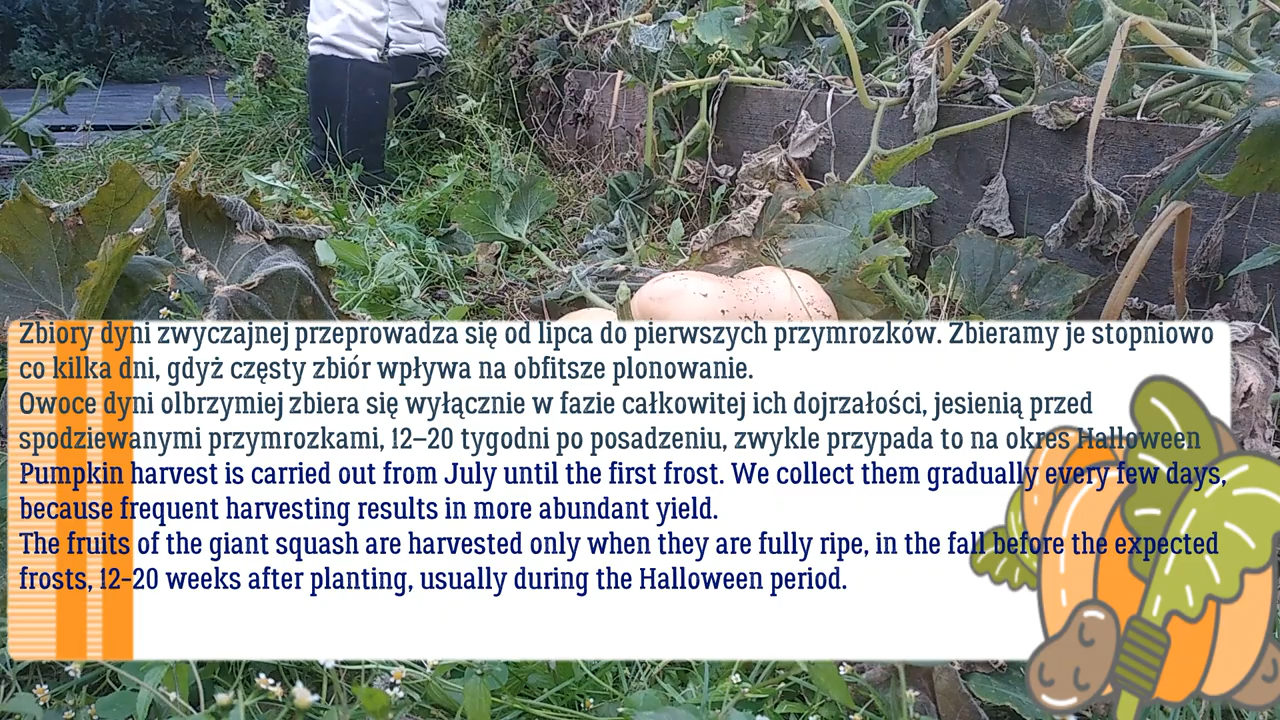 Zbiory dyni zwyczajnej przeprowadza się od lipca do pierwszych przymrozków. Zbieramy je stopniowo
co kilka dni, gdyż częsty zbiór wpływa na obfitsze plonowanie.
Owoce dyni olbrzymiej zbiera się wyłącznie w fazie całkowitej ich dojrzałości, jesienią przed
spodziewanymi przymrozkami, 12–20 tygodni po posadzeniu, zwykle przypada to na okres Halloween
Pumpkin harvest is carried out from July until the first frost. We collect them gradually every few days,
because frequent harvesting results in more abundant yield.
The fruits of the giant squash are harvested only when they are fully ripe, in the fall before the expected
frosts, 12-20 weeks after planting, usually during the Halloween period.